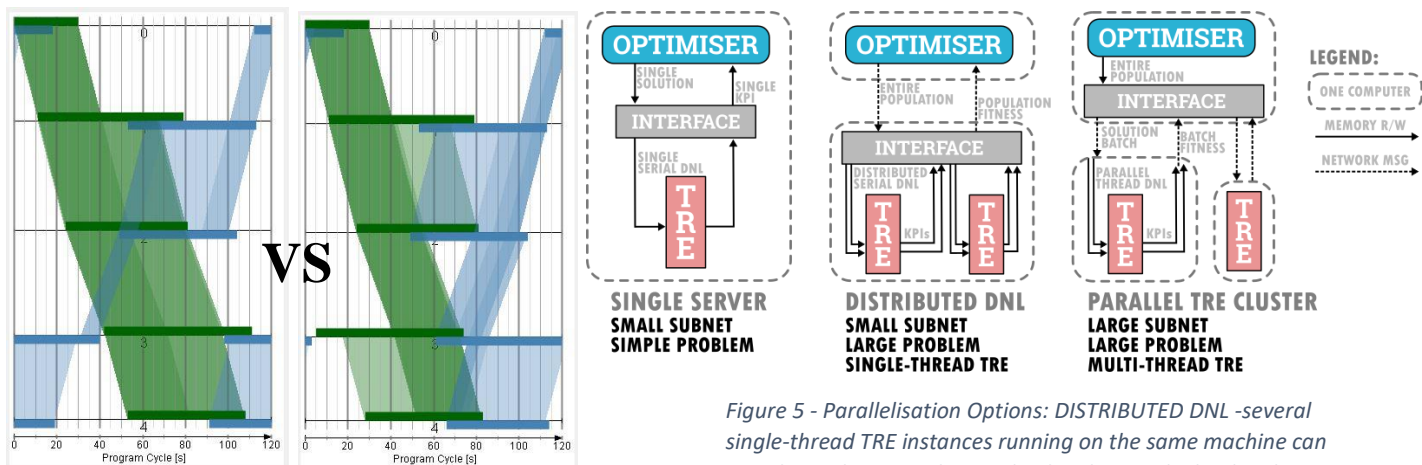 0
1
2
3
4
0 20 40 60 80 100 120
Program Cycle [s]
VS
0
2
3
4
0 20 40 60 80 100 120
Program Cycle [s]
OPTIMISER
SINGLE
SOLUTION
SINGLE
KPI
INTERFACE
SINGLE
SERIAL DNL
TRE
SINGLE SERVER
SMALL SUBNET
SIMPLE PROBLEM
OPTIMISER
ENTIRE
POPULATION
POPULATION
FITNESS
INTERFACE
DISTRIBUTED
SERIAL DNL
TRE
KPIs
TRE
DISTRIBUTED DNL
SMALL SUBNET
LARGE PROBLEM
SINGLE-THREAD TRE
OPTIMISER
ENTIRE
POPULATION
INTERFACE
SOLUTION
BATCH
BATCH
FITNESS
PARALLEL
THREAD DNL
TRE
KPIs
TRE
PARALLEL TRE CLUSTER
LARGE SUBNET
LARGE PROBLEM
MULTI-THREAD TRE
LEGEND:
ONE COMPUTER
MEMORY R/W
NETWORK MSG
Figure 5 - Parallelisation Options: DISTRIBUTED DNL -several
single-thread TRE instances running on the same machine can